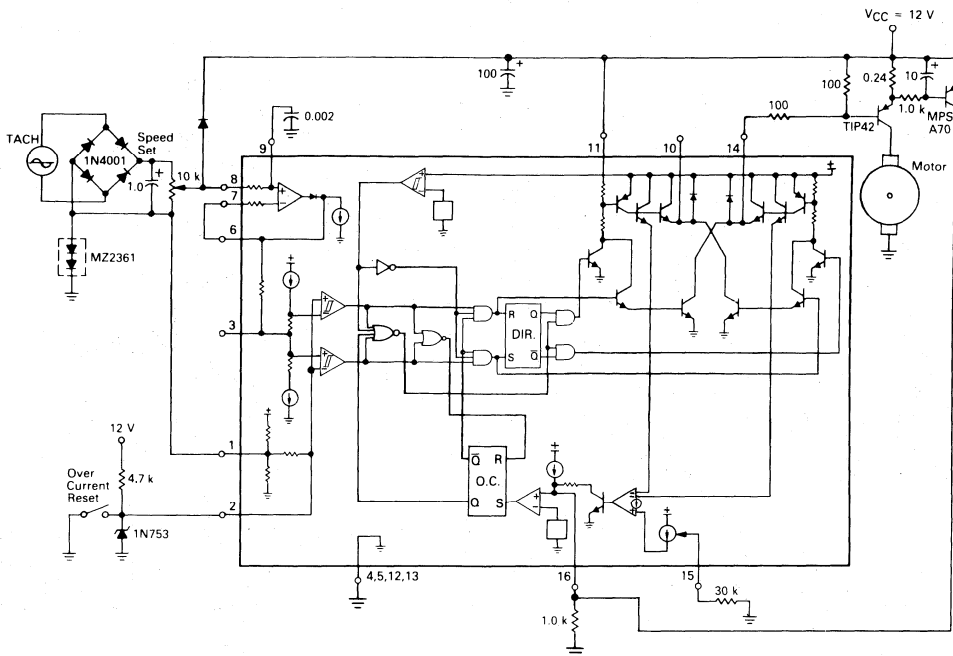 VCC = 12 V
100
+
100
0.24
10
+
1.0 k
MPS
A70
TIP42
100
0.002
TACH
Speed
Set
1N4001
1.0
+
10 k
9
11
10
14
Motor
8
7
6
MZ2361
3
R Q
DIR.
S Q̅
12 V
1
Over
Current
Reset
4.7 k
2
1N753
Q̅ R
O.C.
Q S
4,5,12,13
16
15
30 k
1.0 k